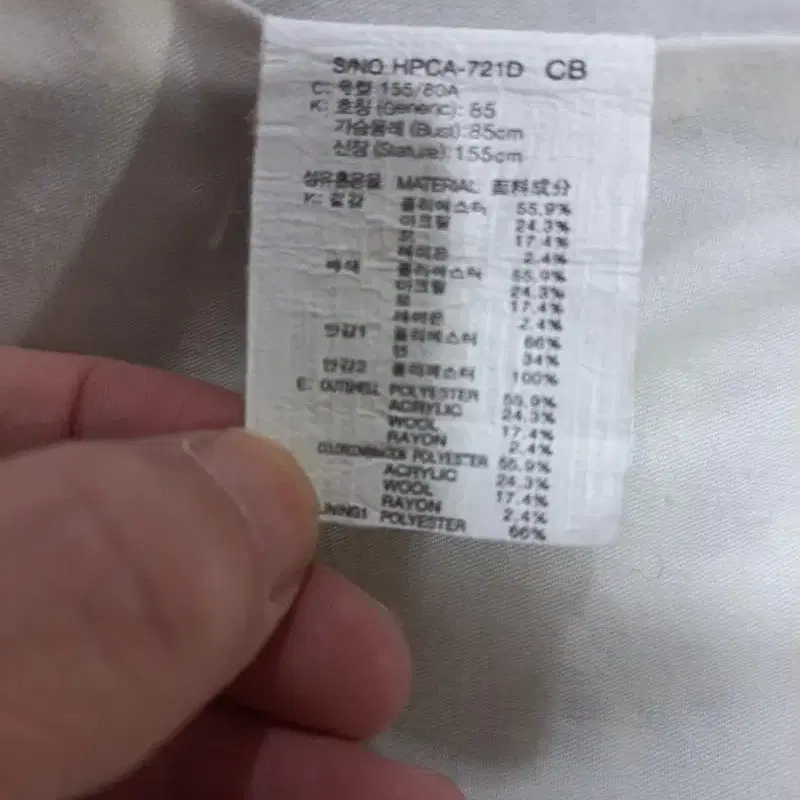 S/NO HPCA-721D CB
C: 号型 155/80A
K: 호칭 (Generic): 85
가슴둘레 (Bust): 85cm
신장 (Stature): 155cm
섬유혼용율 MATERIAL 面料成分
K: 겉감 폴리에스터 55.9%
아크릴 24.3%
모 17.4%
레이온 2.4%
배색 폴리에스터 55.9%
아크릴 24.3%
모 17.4%
레이온 2.4%
안감1 폴리에스터 66%
면 34%
안감2 폴리에스터 100%
E: OUTSHELL POLYESTER 55.9%
ACRYLIC 24.3%
WOOL 17.4%
RAYON 2.4%
POLYESTER 55.9%
ACRYLIC 24.3%
WOOL 17.4%
RAYON 2.4%
LINING1 POLYESTER 66%